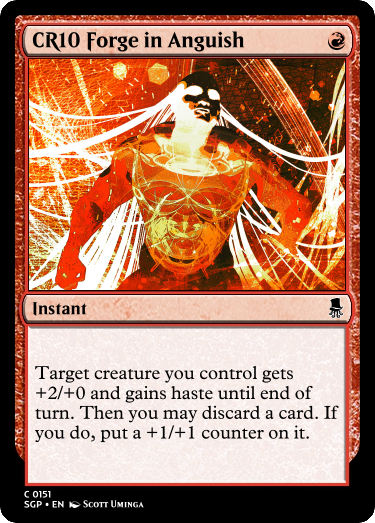 CR10 Forge in Anguish
Instant
Target creature you control gets
+2/+0 and gains haste until end of
turn. Then you may discard a card. If
you do, put a +1/+1 counter on it.
C 0151
SGP • EN Scott Uminga